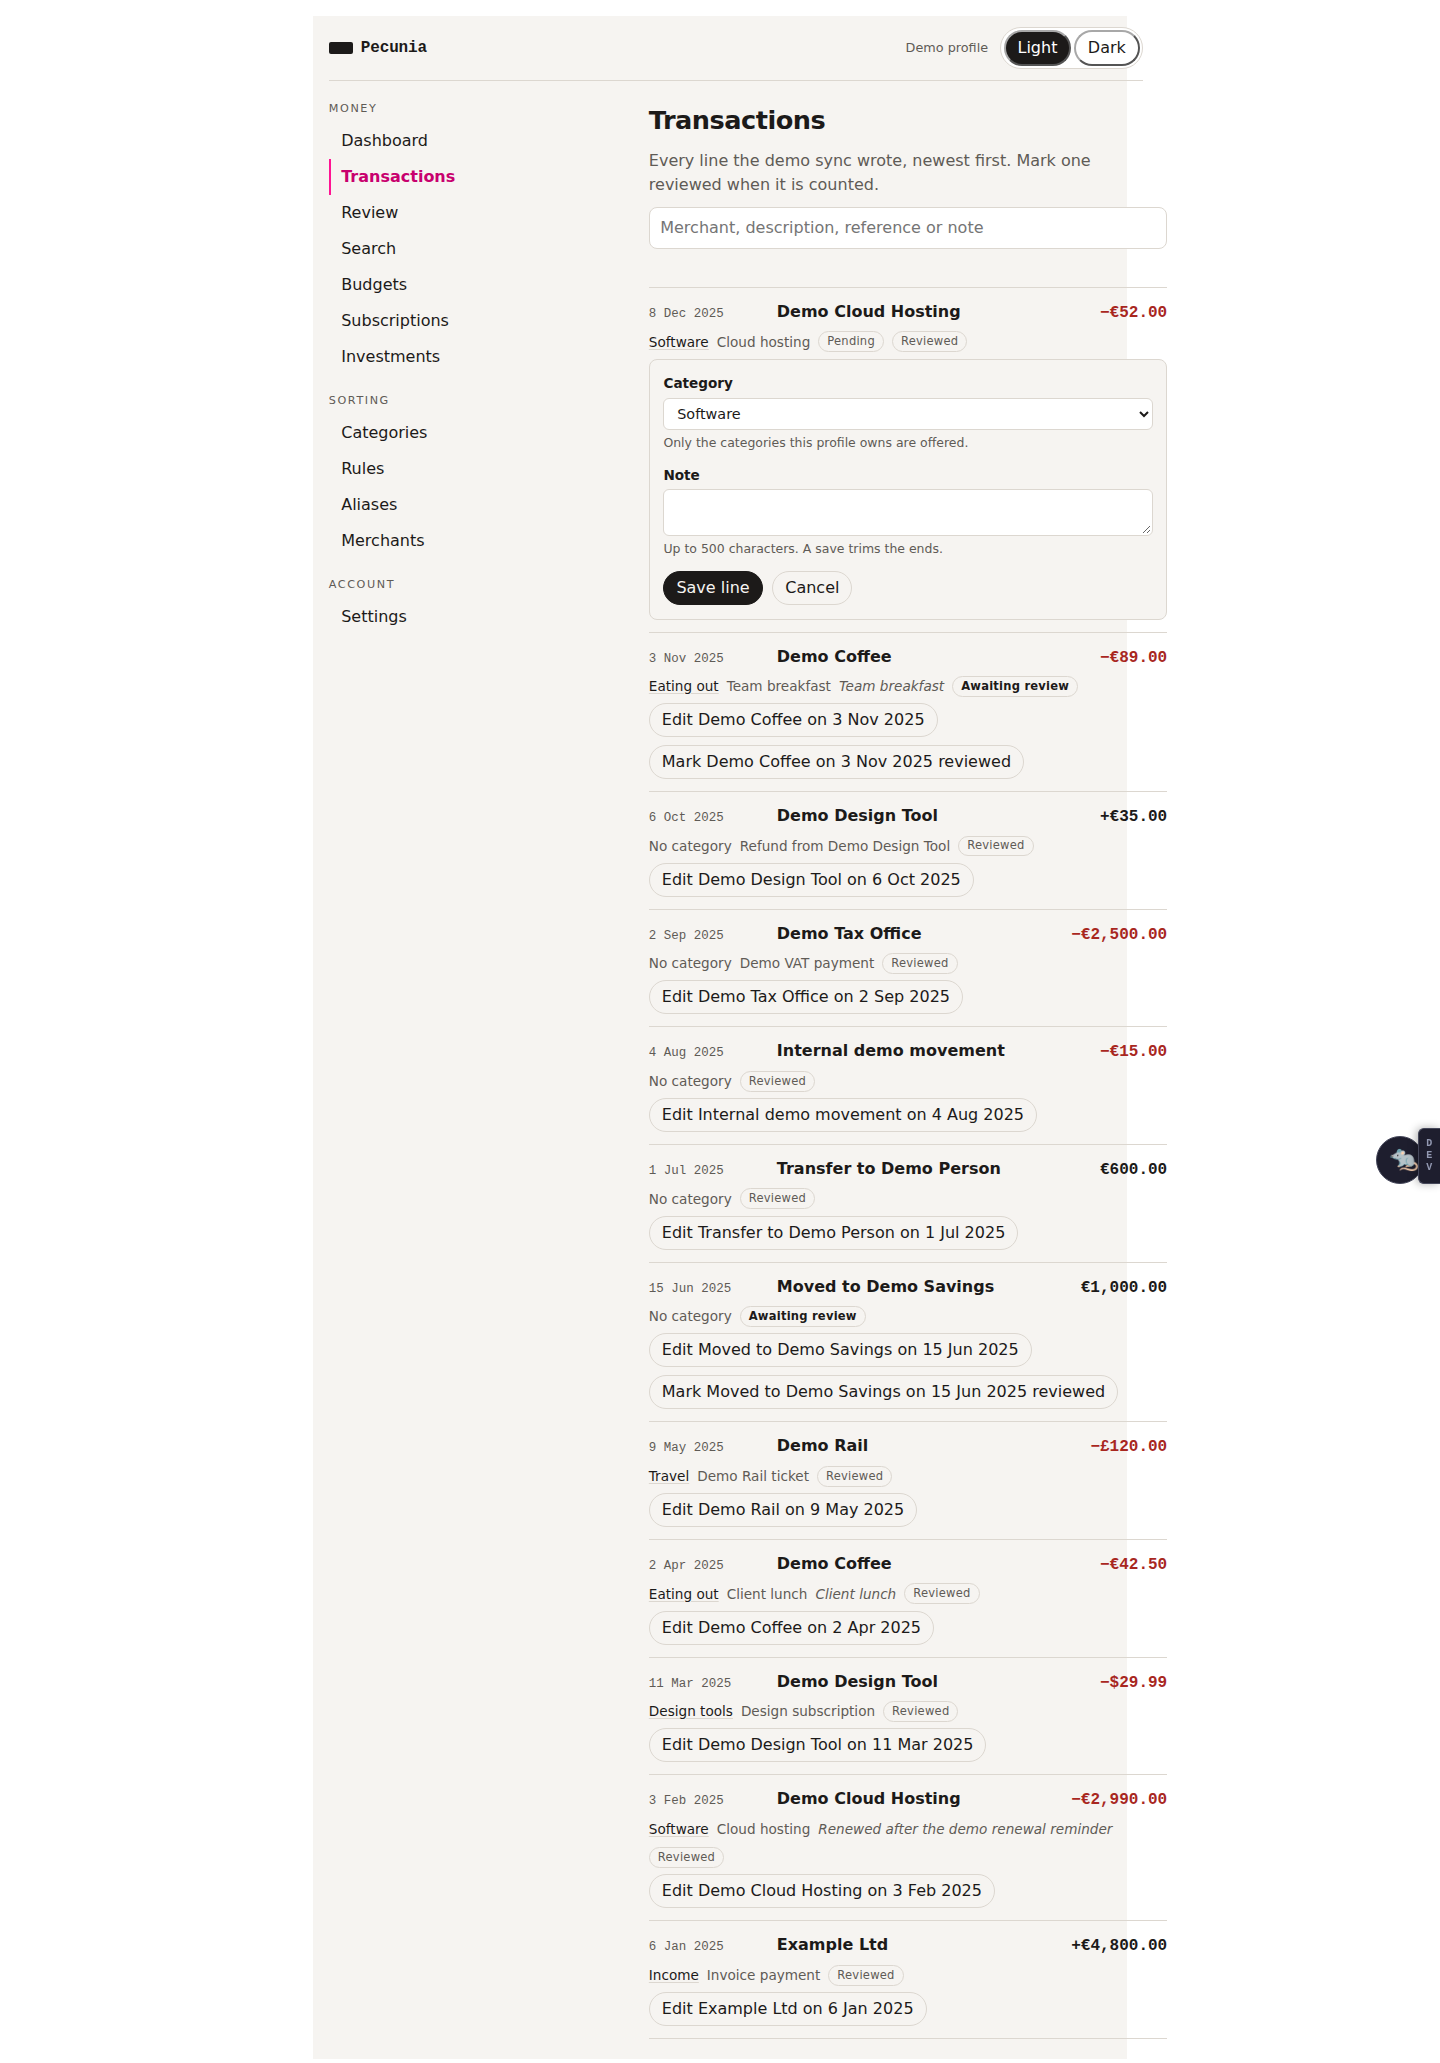 Pecunia
Demo profile
Light
Dark
MONEY
Dashboard
Transactions
Review
Search
Budgets
Subscriptions
Investments
SORTING
Categories
Rules
Aliases
Merchants
ACCOUNT
Settings
Transactions
Every line the demo sync wrote, newest first. Mark one
reviewed when it is counted.
Merchant, description, reference or note
8 Dec 2025 Demo Cloud Hosting −€52.00
Software Cloud hosting Pending Reviewed
Category
Software
Only the categories this profile owns are offered.
Note
Up to 500 characters. A save trims the ends.
Save line Cancel
3 Nov 2025 Demo Coffee −€89.00
Eating out Team breakfast Team breakfast Awaiting review
Edit Demo Coffee on 3 Nov 2025
Mark Demo Coffee on 3 Nov 2025 reviewed
6 Oct 2025 Demo Design Tool +€35.00
No category Refund from Demo Design Tool Reviewed
Edit Demo Design Tool on 6 Oct 2025
2 Sep 2025 Demo Tax Office −€2,500.00
No category Demo VAT payment Reviewed
Edit Demo Tax Office on 2 Sep 2025
4 Aug 2025 Internal demo movement −€15.00
No category Reviewed
Edit Internal demo movement on 4 Aug 2025
1 Jul 2025 Transfer to Demo Person €600.00
No category Reviewed
Edit Transfer to Demo Person on 1 Jul 2025
15 Jun 2025 Moved to Demo Savings €1,000.00
No category Awaiting review
Edit Moved to Demo Savings on 15 Jun 2025
Mark Moved to Demo Savings on 15 Jun 2025 reviewed
9 May 2025 Demo Rail −£120.00
Travel Demo Rail ticket Reviewed
Edit Demo Rail on 9 May 2025
2 Apr 2025 Demo Coffee −€42.50
Eating out Client lunch Client lunch Reviewed
Edit Demo Coffee on 2 Apr 2025
11 Mar 2025 Demo Design Tool −$29.99
Design tools Design subscription Reviewed
Edit Demo Design Tool on 11 Mar 2025
3 Feb 2025 Demo Cloud Hosting −€2,990.00
Software Cloud hosting Renewed after the demo renewal reminder
Reviewed
Edit Demo Cloud Hosting on 3 Feb 2025
6 Jan 2025 Example Ltd +€4,800.00
Income Invoice payment Reviewed
Edit Example Ltd on 6 Jan 2025
DEV